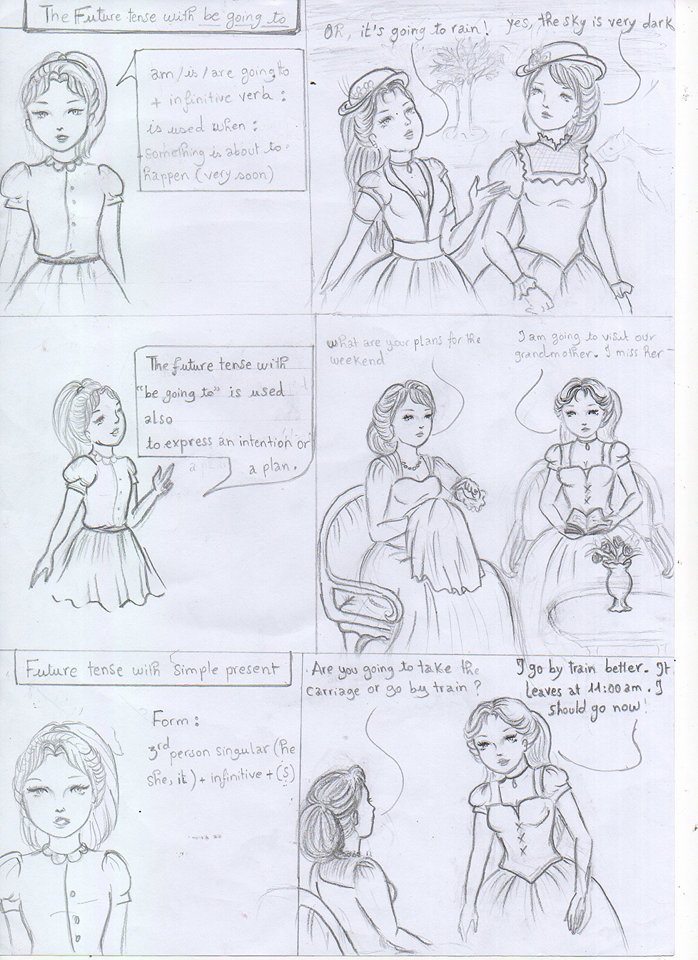 The Future tense with be going to
am/is/are going to
+ infinitive verb :
is used when :
something is about to
happen (very soon)
Oh, it's going to rain!
yes, the sky is very dark
The future tense with
"be going to" is used
also
to express an intention or
a plan.
What are your plans for the
weekend
I am going to visit our
grandmother. I miss her
Future tense with simple present
Form :
3rd person singular (he
she, it) + infinitive + (s)
Are you going to take the
carriage or go by train ?
I go by train better. It
leaves at 11:00 am. I
should go now!